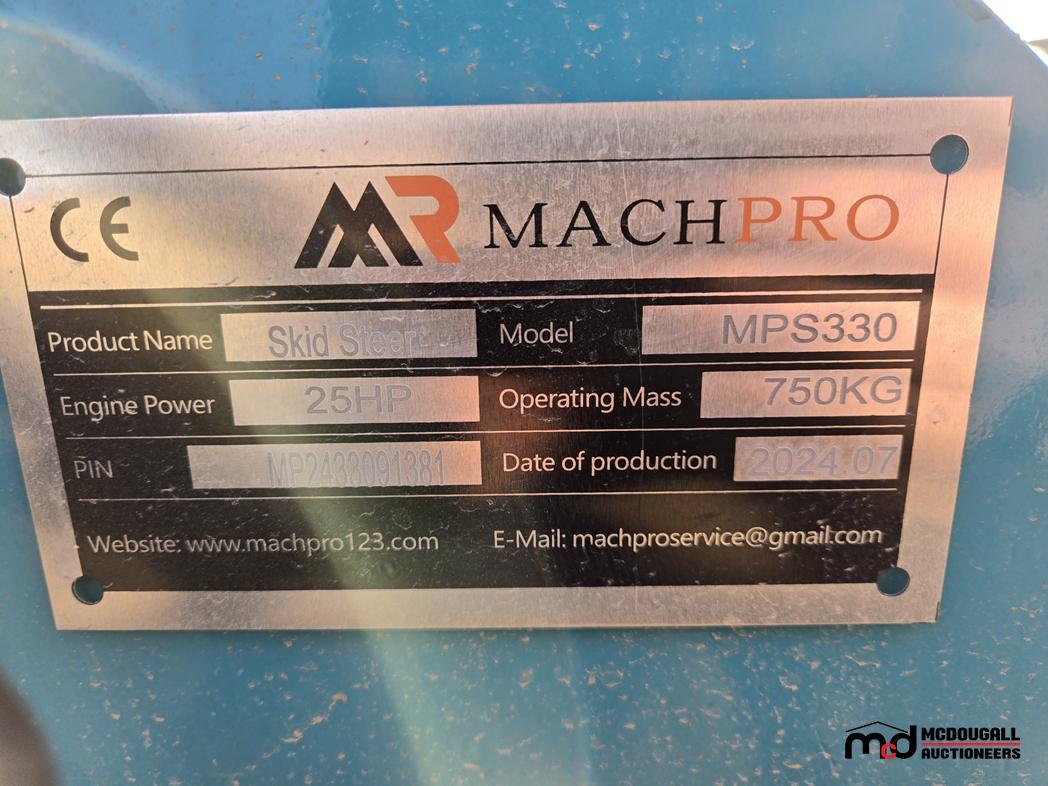 CE MR MACHPRO
Product Name Skid Steer Model MPS330
Engine Power 25HP Operating Mass 750KG
PIN MP2433091381 Date of production 2024.07
Website: www.machpro123.com E-Mail: machproservice@gmail.com
mcd MCDOUGALL
AUCTIONEERS